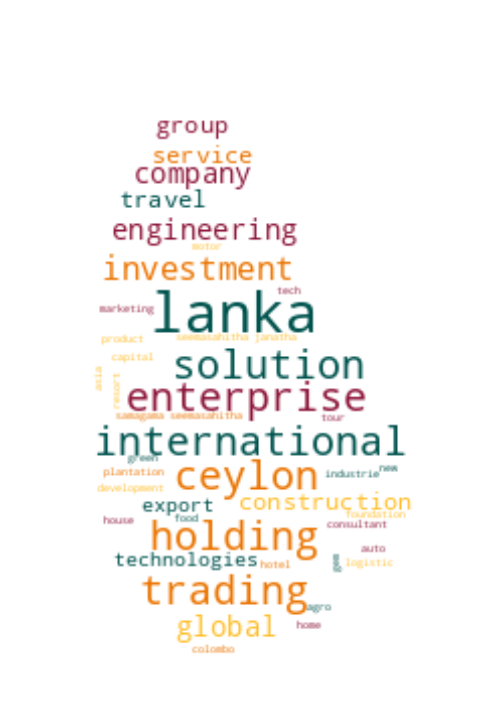 group
service
company
travel
engineering
motor
investment
tech
lanka
marketing
product seemasahitha janatha
solution
capital
asia
resort
enterprise
samagama seemasahitha
tour
international
green
new
plantation ceylon industrie
development
export construction
house food foundation
consultant
holding
auto
technologies hotel gem logistic
trading
agro
global home
colombo